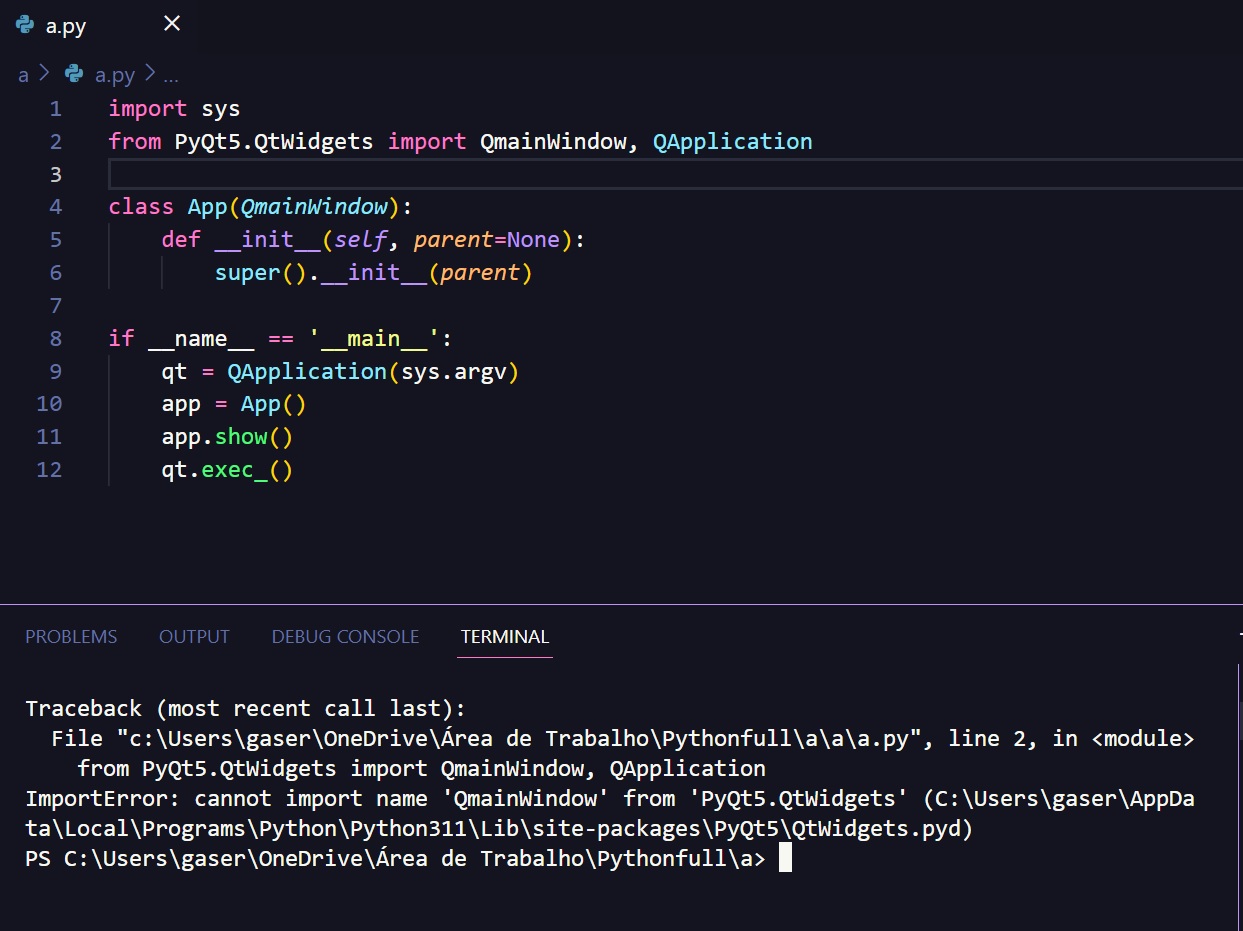 a.py
a > a.py > ...
1 import sys
2 from PyQt5.QtWidgets import QmainWindow, QApplication
3
4 class App(QmainWindow):
5     def __init__(self, parent=None):
6         super().__init__(parent)
7
8 if __name__ == '__main__':
9     qt = QApplication(sys.argv)
10     app = App()
11     app.show()
12     qt.exec_()
PROBLEMS OUTPUT DEBUG CONSOLE TERMINAL
Traceback (most recent call last):
  File "c:\Users\gaser\OneDrive\Área de Trabalho\Pythonfull\a\a\a.py", line 2, in <module>
    from PyQt5.QtWidgets import QmainWindow, QApplication
ImportError: cannot import name 'QmainWindow' from 'PyQt5.QtWidgets' (C:\Users\gaser\AppDa
ta\Local\Programs\Python\Python311\Lib\site-packages\PyQt5\QtWidgets.pyd)
PS C:\Users\gaser\OneDrive\Área de Trabalho\Pythonfull\a>